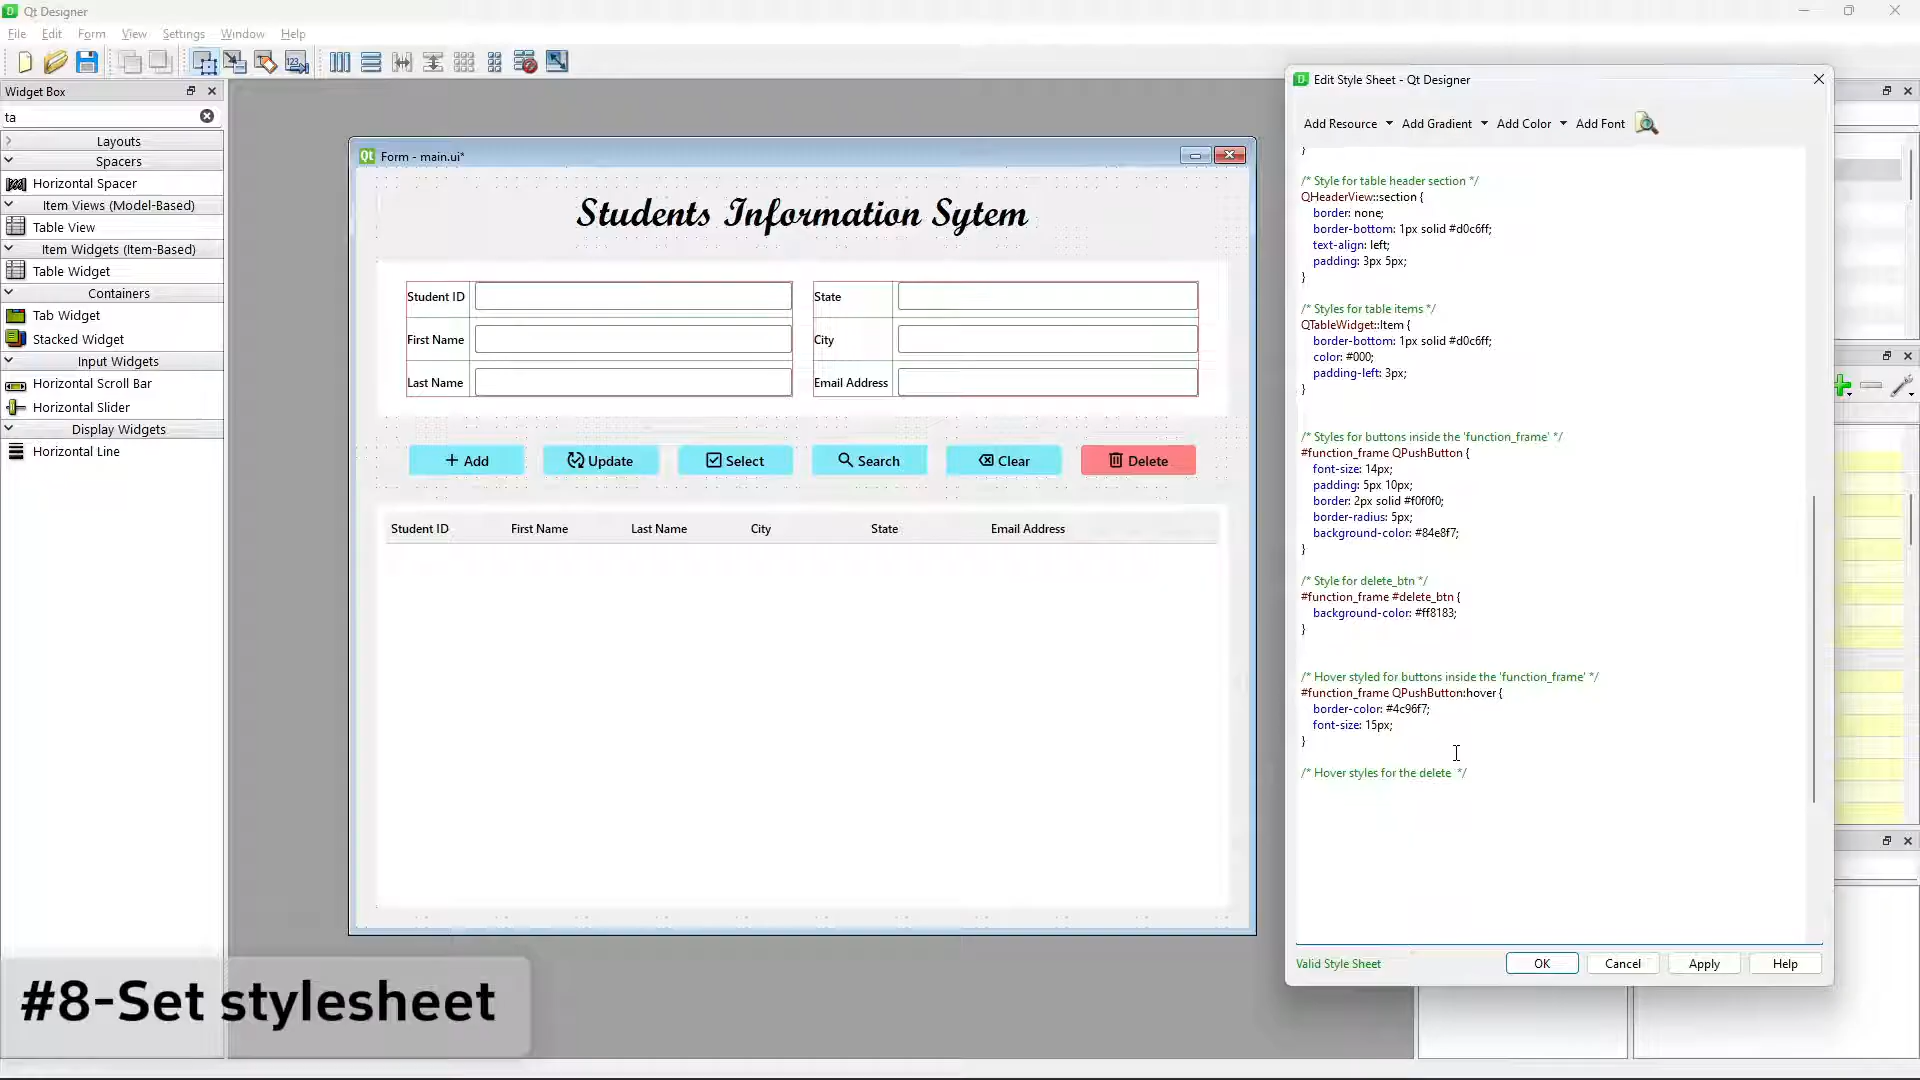 Qt Designer
File Edit Form View Settings Window Help
Widget Box
ta
Layouts
Spacers
Horizontal Spacer
Item Views (Model-Based)
Table View
Item Widgets (Item-Based)
Table Widget
Containers
Tab Widget
Stacked Widget
Input Widgets
Horizontal Scroll Bar
Horizontal Slider
Display Widgets
Horizontal Line
Qt Form - main.ui*
Students Information Sytem
Student ID
State
First Name
City
Last Name
Email Address
Add Update Select Search Clear Delete
Student ID First Name Last Name City State Email Address
Edit Style Sheet - Qt Designer
Add Resource Add Gradient Add Color Add Font
}
/* Style for table header section */
QHeaderView::section {
border: none;
border-bottom: 1px solid #d0c6ff;
text-align: left;
padding: 3px 5px;
}
/* Styles for table items */
QTableWidget::Item {
border-bottom: 1px solid #d0c6ff;
color: #000;
padding-left: 3px;
}
/* Styles for buttons inside the 'function_frame' */
#function_frame QPushButton {
font-size: 14px;
padding: 5px 10px;
border: 2px solid #f0f0f0;
border-radius: 5px;
background-color: #84e8f7;
}
/* Style for delete_btn */
#function_frame #delete_btn {
background-color: #ff8183;
}
/* Hover styled for buttons inside the 'function_frame' */
#function_frame QPushButton:hover {
border-color: #4c96f7;
font-size: 15px;
}
/* Hover styles for the delete  */
Valid Style Sheet
OK Cancel Apply Help
#8-Set stylesheet